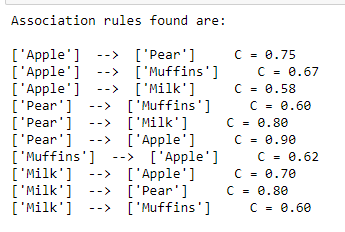 Association rules found are:
['Apple'] --> ['Pear'] C = 0.75
['Apple'] --> ['Muffins'] C = 0.67
['Apple'] --> ['Milk'] C = 0.58
['Pear'] --> ['Muffins'] C = 0.60
['Pear'] --> ['Milk'] C = 0.80
['Pear'] --> ['Apple'] C = 0.90
['Muffins'] --> ['Apple'] C = 0.62
['Milk'] --> ['Apple'] C = 0.70
['Milk'] --> ['Pear'] C = 0.80
['Milk'] --> ['Muffins'] C = 0.60